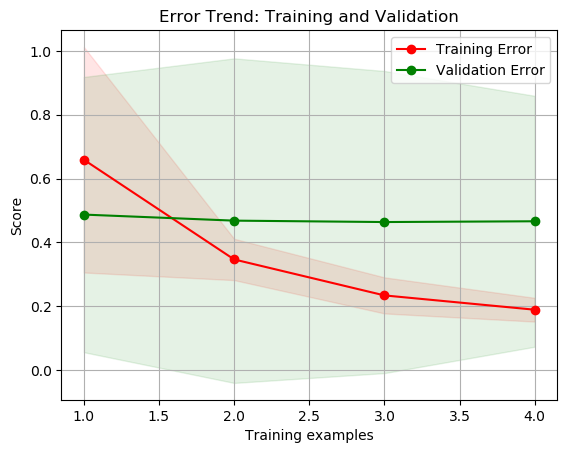 Error Trend: Training and Validation
Training Error
Validation Error
Score
1.0
0.8
0.6
0.4
0.2
0.0
1.0 1.5 2.0 2.5 3.0 3.5 4.0
Training examples